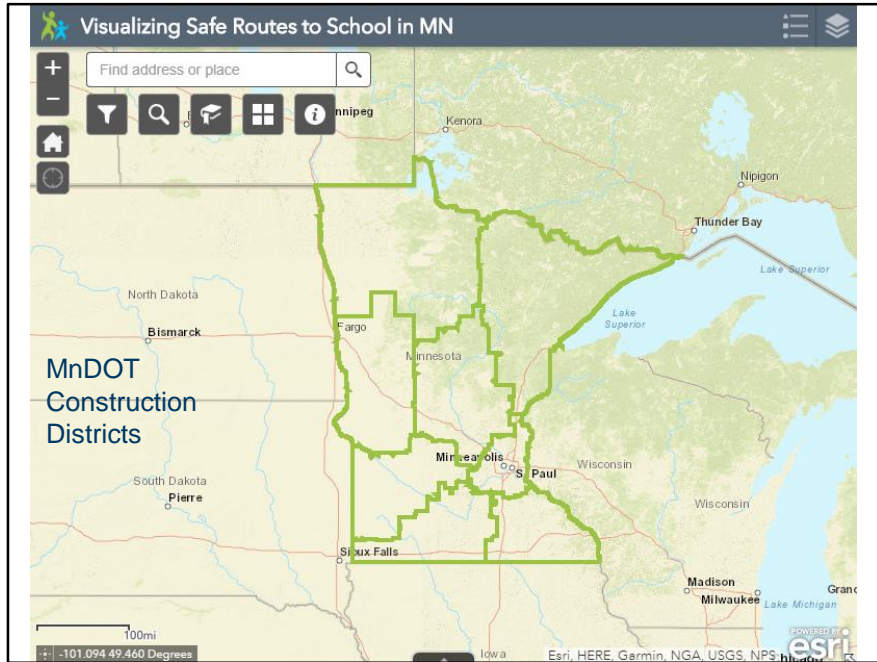 Visualizing Safe Routes to School in MN
+
Find address or place
−
nnipeg
Kenora
Nipigon
Thunder Bay
Lake Superior
North Dakota
Fargo
Lake
Superior
Bismarck
Minnesota
MnDOT
Construction
Districts
Minneapolis
St. Paul
Wisconsin
South Dakota
Pierre
Wisconsin
Sioux Falls
Madison
Milwaukee
Lake Michigan
Gran
100mi
Iowa
-101.094 49.460 Degrees
Esri, HERE, Garmin, NGA, USGS, NPS
POWERED BY
esri